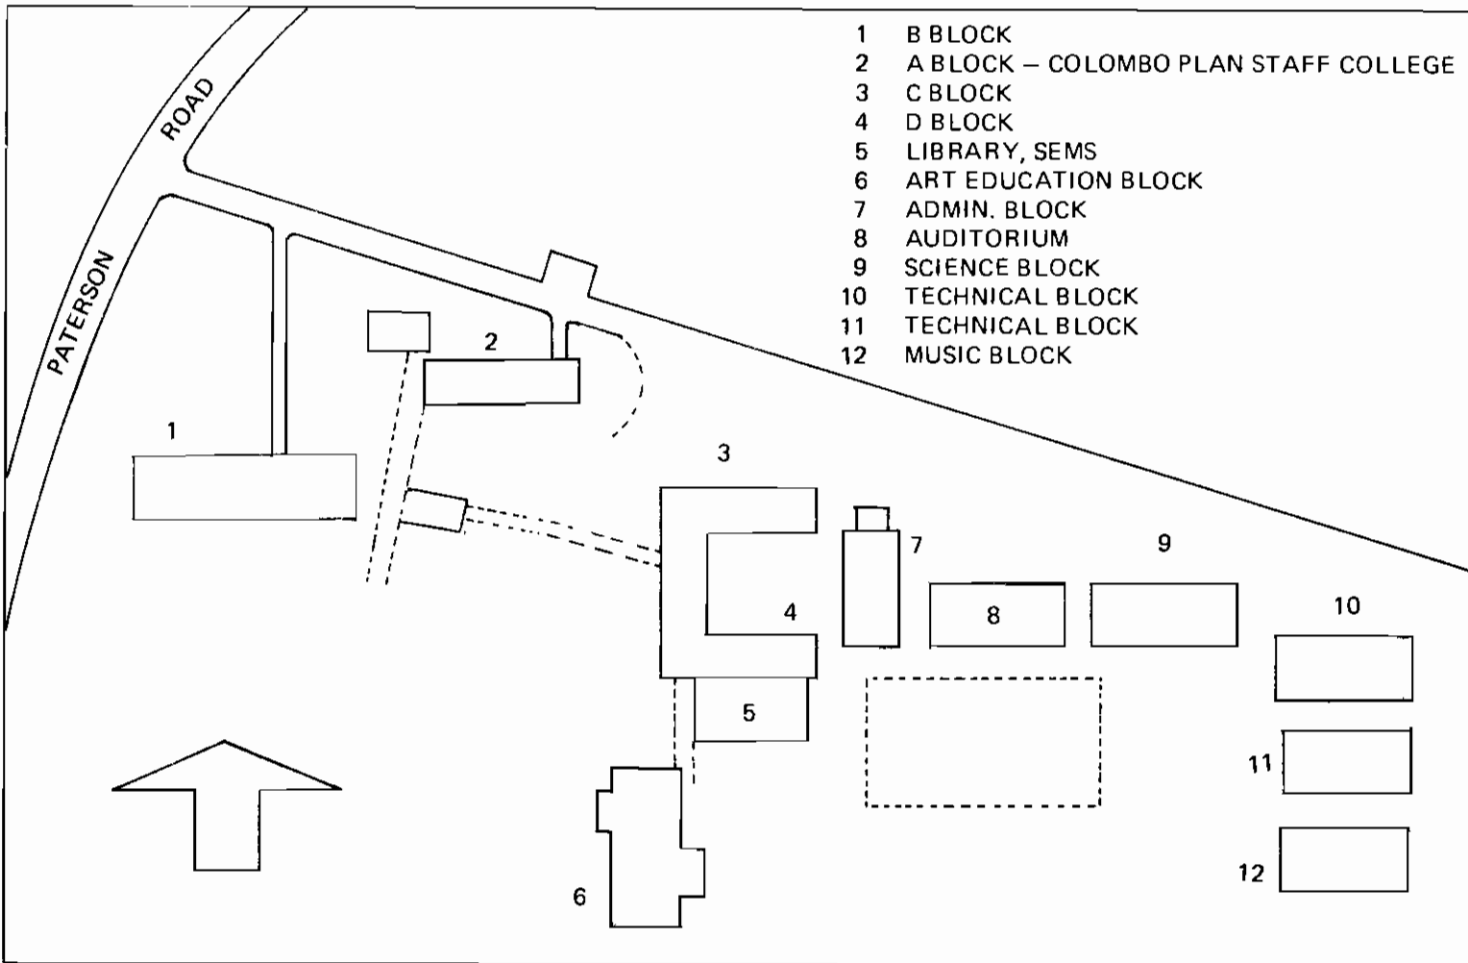 1 B BLOCK
2 A BLOCK – COLOMBO PLAN STAFF COLLEGE
3 C BLOCK
4 D BLOCK
5 LIBRARY, SEMS
6 ART EDUCATION BLOCK
7 ADMIN. BLOCK
8 AUDITORIUM
9 SCIENCE BLOCK
10 TECHNICAL BLOCK
11 TECHNICAL BLOCK
12 MUSIC BLOCK
PATERSON ROAD
2
1
3
7
9
4
8
10
5
11
12
6